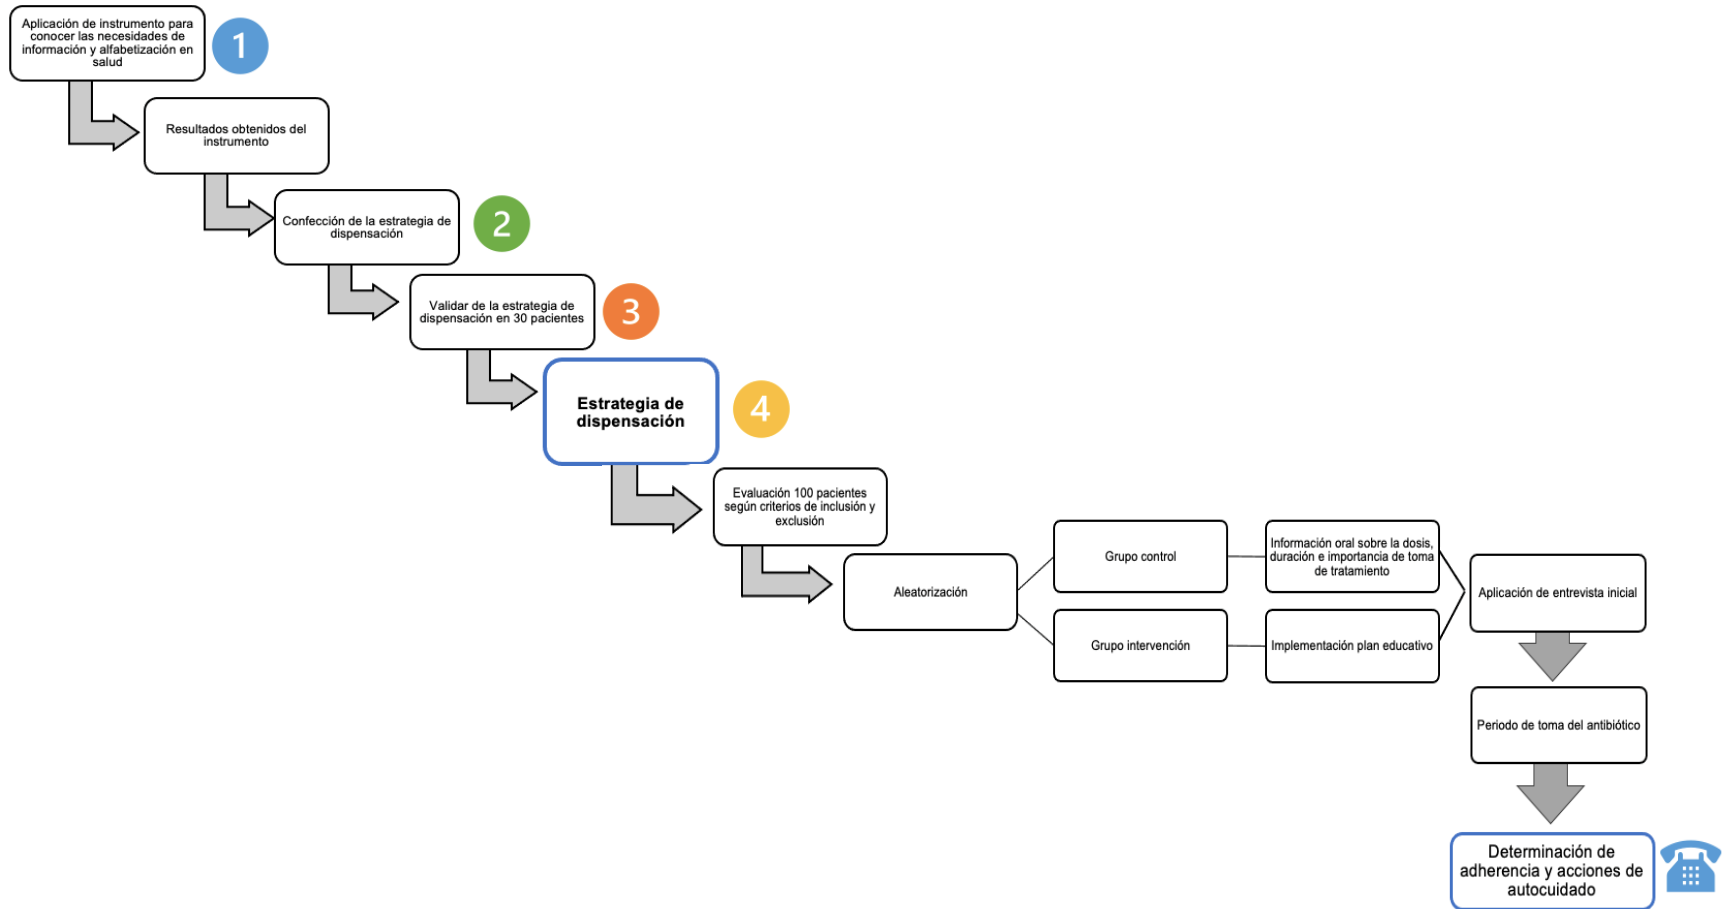 Aplicación de instrumento para
conocer las necesidades de
información y alfabetización en
salud
1
Resultados obtenidos del
instrumento
Confección de la estrategia de
dispensación
2
Validar de la estrategia de
dispensación en 30 pacientes
3
Estrategia de
dispensación
4
Evaluación 100 pacientes
según criterios de inclusión y
exclusión
Aleatorización
Grupo control
Información oral sobre la dosis,
duración e importancia de toma
de tratamiento
Grupo intervención
Implementación plan educativo
Aplicación de entrevista inicial
Periodo de toma del antibiótico
Determinación de
adherencia y acciones de
autocuidado